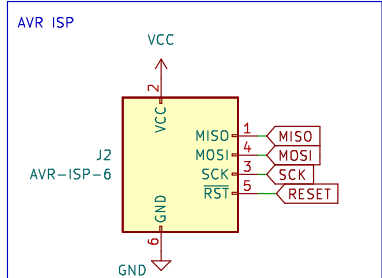 AVR ISP
VCC
2
VCC
MISO 1 MISO
J2 MOSI 4 MOSI
AVR-ISP-6 SCK 3 SCK
RST 5 RESET
GND
6
GND